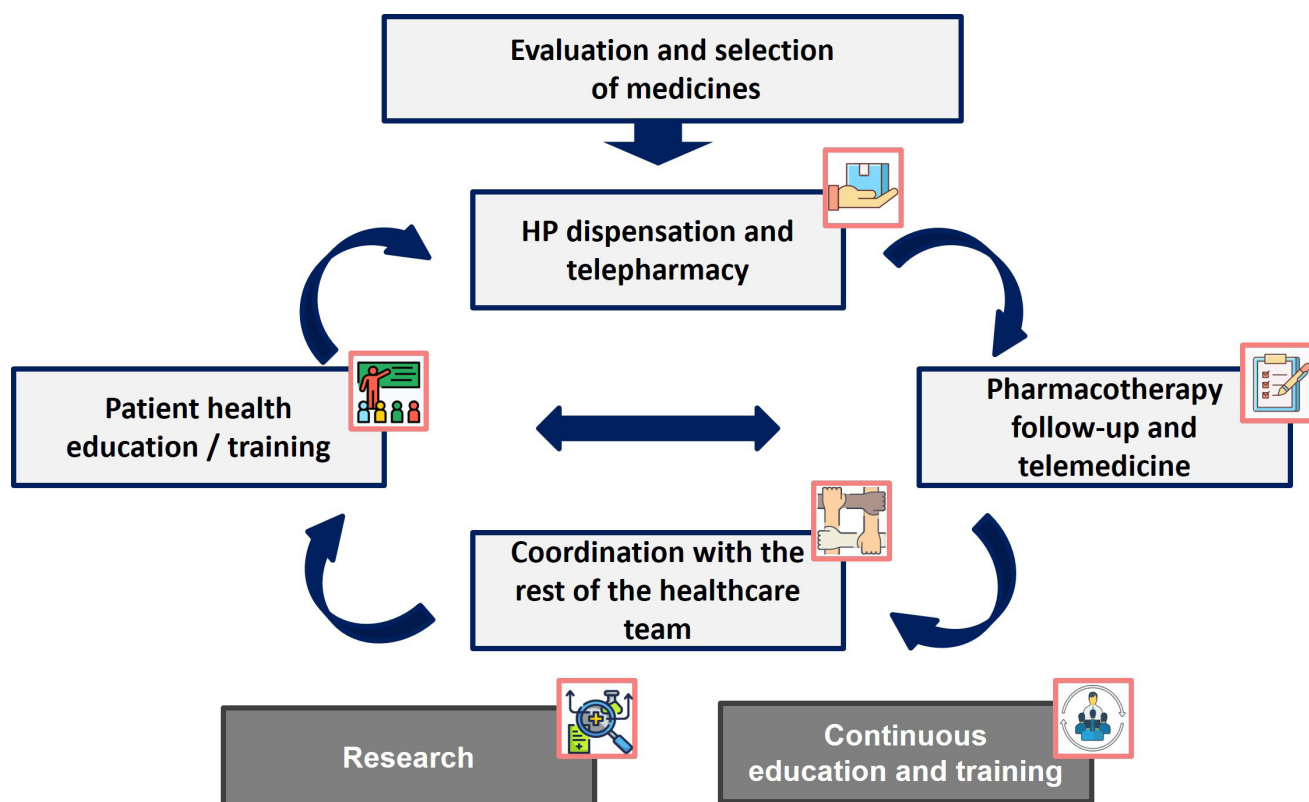 Evaluation and selection
of medicines
HP dispensation and
telepharmacy
Patient health
education / training
Pharmacotherapy
follow-up and
telemedicine
Coordination with the
rest of the healthcare
team
Research
Continuous
education and training